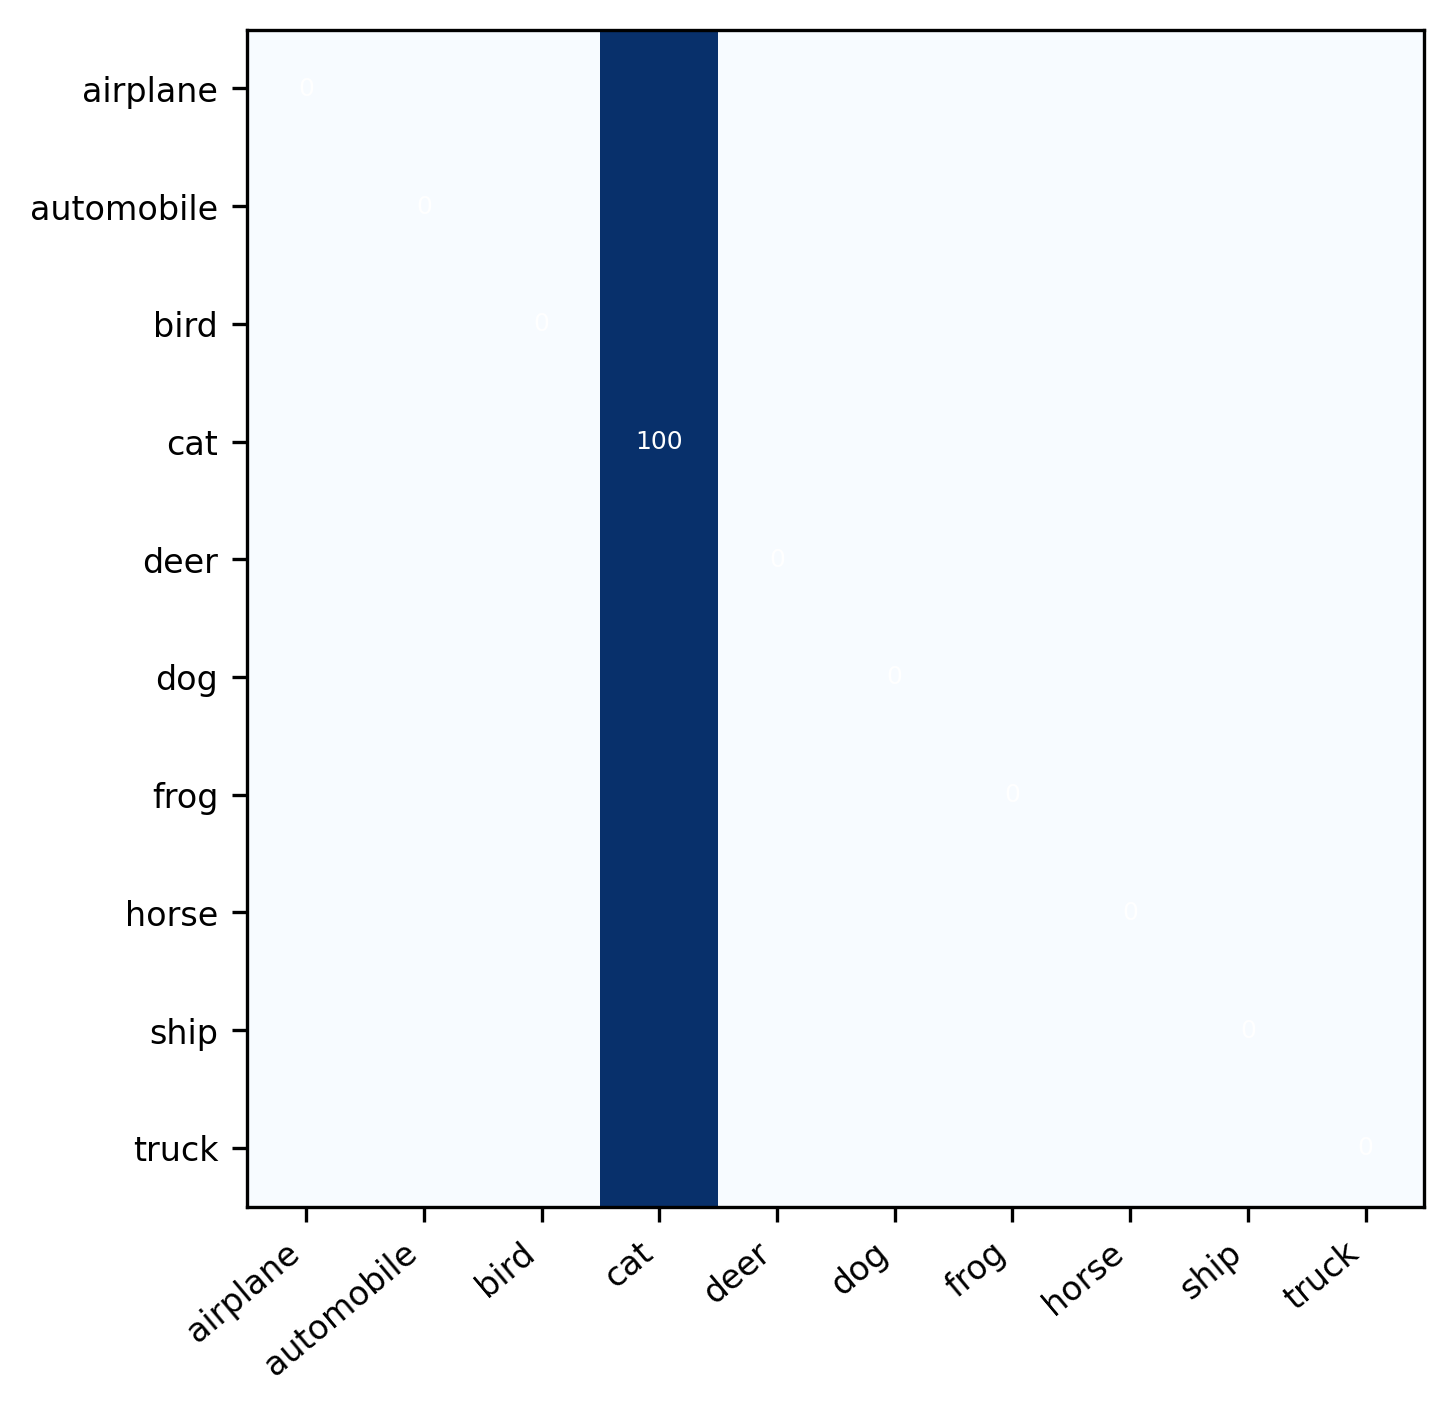 airplane 0
automobile 0
bird 0
cat 100
deer 0
dog 0
frog 0
horse 0
ship 0
truck 0
airplane
automobile
bird
cat
deer
dog
frog
horse
ship
truck